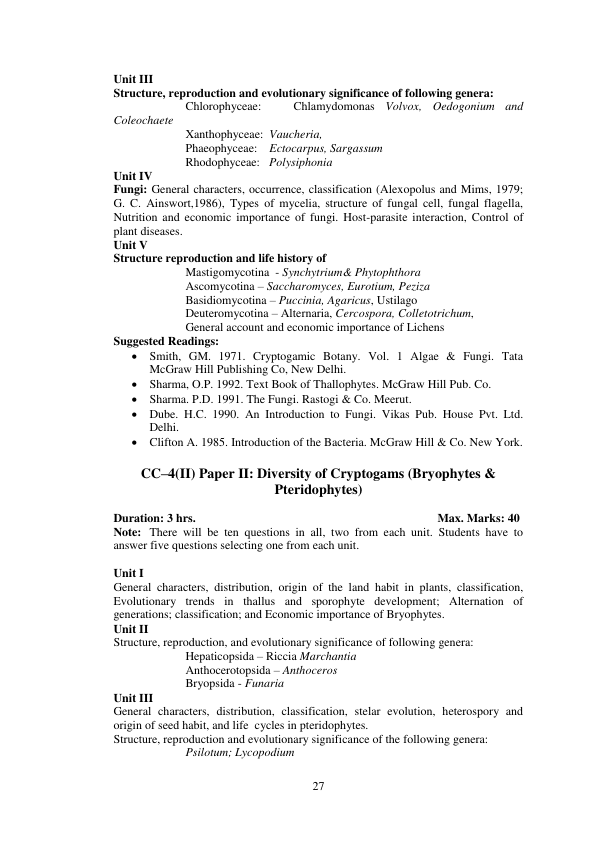 Unit III
Structure, reproduction and evolutionary significance of following genera:
Chlorophyceae: Chlamydomonas Volvox, Oedogonium and
Coleochaete
Xanthophyceae: Vaucheria,
Phaeophyceae: Ectocarpus, Sargassum
Rhodophyceae: Polysiphonia
Unit IV
Fungi: General characters, occurrence, classification (Alexopolus and Mims, 1979;
G. C. Ainswort,1986), Types of mycelia, structure of fungal cell, fungal flagella,
Nutrition and economic importance of fungi. Host-parasite interaction, Control of
plant diseases.
Unit V
Structure reproduction and life history of
Mastigomycotina - Synchytrium& Phytophthora
Ascomycotina – Saccharomyces, Eurotium, Peziza
Basidiomycotina – Puccinia, Agaricus, Ustilago
Deuteromycotina – Alternaria, Cercospora, Colletotrichum,
General account and economic importance of Lichens
Suggested Readings:
• Smith, GM. 1971. Cryptogamic Botany. Vol. 1 Algae & Fungi. Tata
McGraw Hill Publishing Co, New Delhi.
• Sharma, O.P. 1992. Text Book of Thallophytes. McGraw Hill Pub. Co.
• Sharma. P.D. 1991. The Fungi. Rastogi & Co. Meerut.
• Dube. H.C. 1990. An Introduction to Fungi. Vikas Pub. House Pvt. Ltd.
Delhi.
• Clifton A. 1985. Introduction of the Bacteria. McGraw Hill & Co. New York.
CC–4(II) Paper II: Diversity of Cryptogams (Bryophytes &
Pteridophytes)
Duration: 3 hrs. Max. Marks: 40
Note: There will be ten questions in all, two from each unit. Students have to
answer five questions selecting one from each unit.
Unit I
General characters, distribution, origin of the land habit in plants, classification,
Evolutionary trends in thallus and sporophyte development; Alternation of
generations; classification; and Economic importance of Bryophytes.
Unit II
Structure, reproduction, and evolutionary significance of following genera:
Hepaticopsida – Riccia Marchantia
Anthocerotopsida – Anthoceros
Bryopsida - Funaria
Unit III
General characters, distribution, classification, stelar evolution, heterospory and
origin of seed habit, and life cycles in pteridophytes.
Structure, reproduction and evolutionary significance of the following genera:
Psilotum; Lycopodium
27